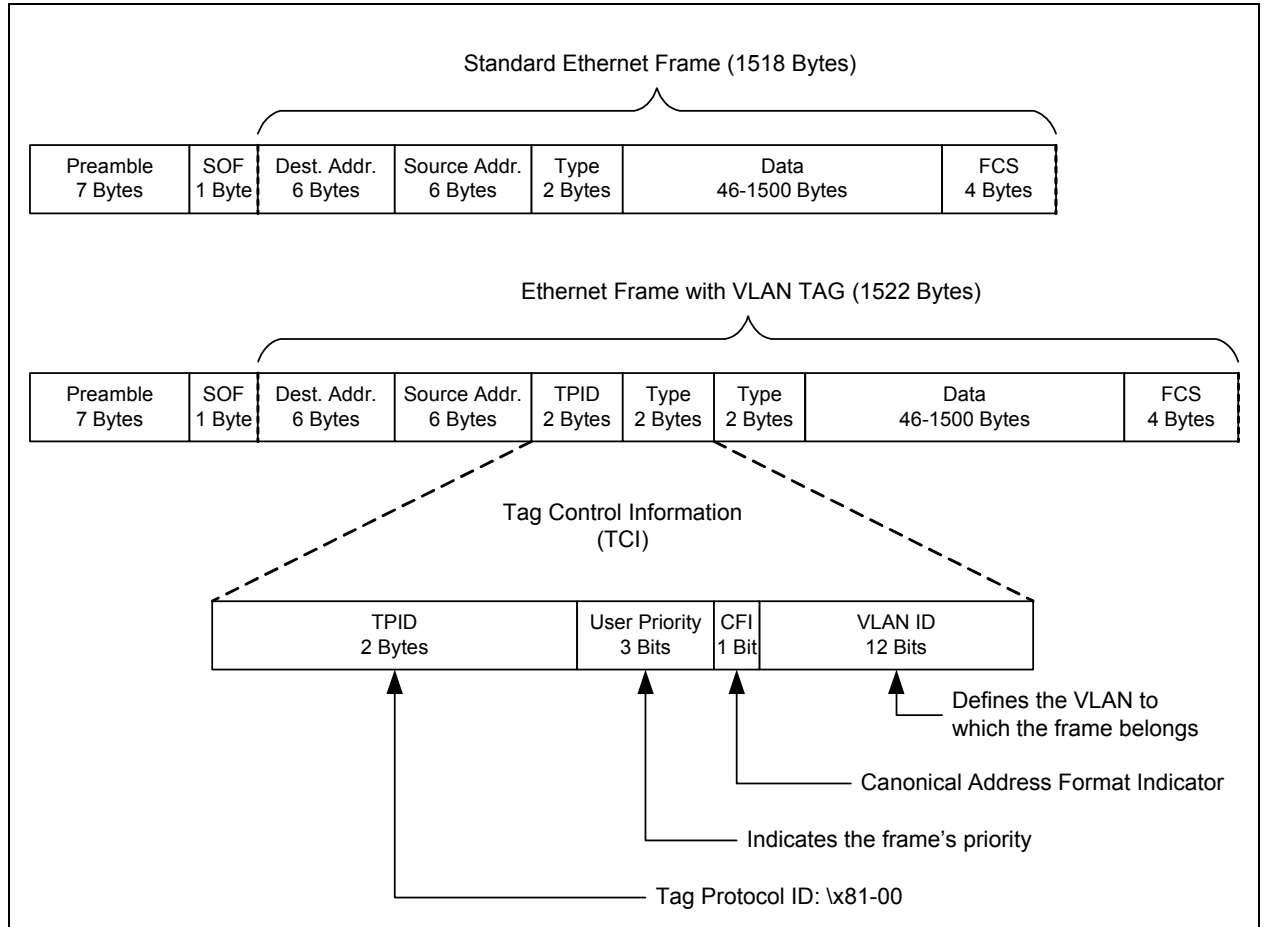 Standard Ethernet Frame (1518 Bytes)
Preamble
7 Bytes
SOF
1 Byte
Dest. Addr.
6 Bytes
Source Addr.
6 Bytes
Type
2 Bytes
Data
46-1500 Bytes
FCS
4 Bytes
Ethernet Frame with VLAN TAG (1522 Bytes)
Preamble
7 Bytes
SOF
1 Byte
Dest. Addr.
6 Bytes
Source Addr.
6 Bytes
TPID
2 Bytes
Type
2 Bytes
Type
2 Bytes
Data
46-1500 Bytes
FCS
4 Bytes
Tag Control Information
(TCI)
TPID
2 Bytes
User Priority
3 Bits
CFI
1 Bit
VLAN ID
12 Bits
Defines the VLAN to
which the frame belongs
Canonical Address Format Indicator
Indicates the frame’s priority
Tag Protocol ID: \x81-00